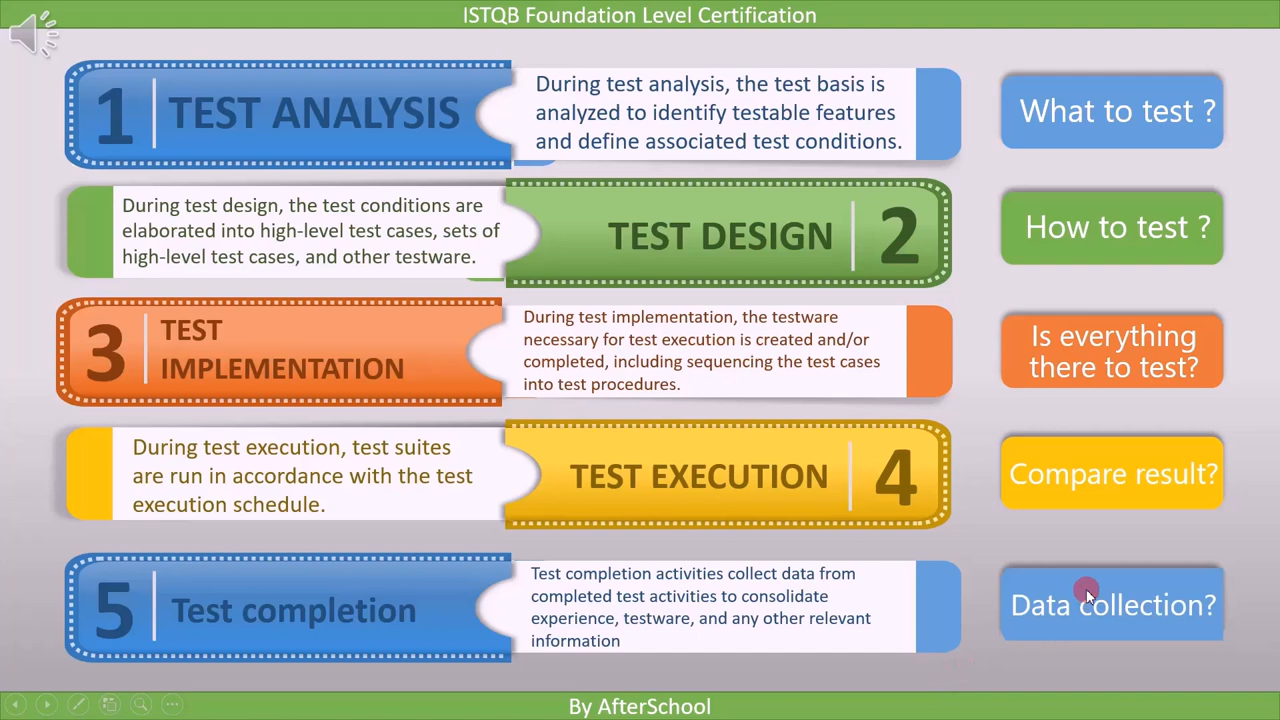 ISTQB Foundation Level Certification
1
TEST ANALYSIS
During test analysis, the test basis is
analyzed to identify testable features
and define associated test conditions.
What to test ?
During test design, the test conditions are
elaborated into high-level test cases, sets of
high-level test cases, and other testware.
TEST DESIGN
2
How to test ?
3
TEST
IMPLEMENTATION
During test implementation, the testware
necessary for test execution is created and/or
completed, including sequencing the test cases
into test procedures.
Is everything
there to test?
During test execution, test suites
are run in accordance with the test
execution schedule.
TEST EXECUTION
4
Compare result?
5
Test completion
Test completion activities collect data from
completed test activities to consolidate
experience, testware, and any other relevant
information
Data collection?
By AfterSchool